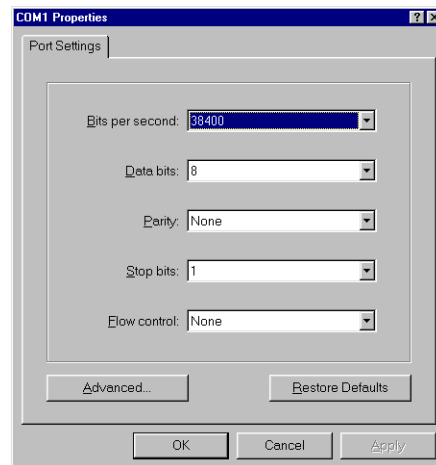 COM1 Properties
Port Settings
Bits per second: 38400
Data bits: 8
Parity: None
Stop bits: 1
Flow control: None
Advanced... Restore Defaults
OK Cancel Apply